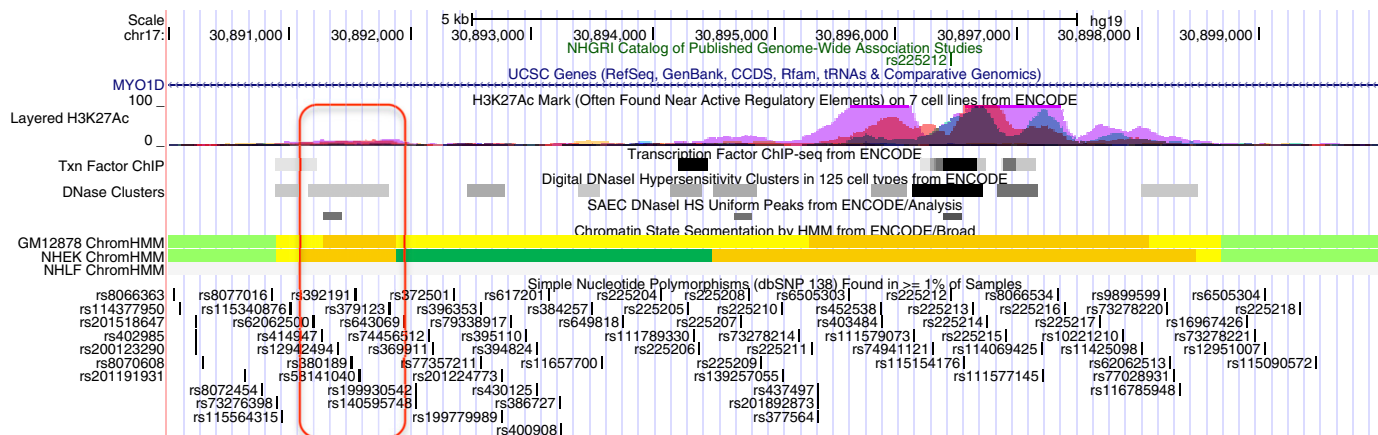 Scale 5 kb hg19
chr17: 30,891,000 30,892,000 30,893,000 30,894,000 30,895,000 30,896,000 30,897,000 30,898,000 30,899,000
NHGRI Catalog of Published Genome-Wide Association Studies
rs225212
UCSC Genes (RefSeq, GenBank, CCDS, Rfam, tRNAs & Comparative Genomics)
MYO1D
100 H3K27Ac Mark (Often Found Near Active Regulatory Elements) on 7 cell lines from ENCODE
Layered H3K27Ac
0
Transcription Factor ChIP-seq from ENCODE
Txn Factor ChIP
Digital DNaseI Hypersensitivity Clusters in 125 cell types from ENCODE
DNase Clusters
SAEC DNaseI HS Uniform Peaks from ENCODE/Analysis
Chromatin State Segmentation by HMM from ENCODE/Broad
GM12878 ChromHMM
NHEK ChromHMM
NHLF ChromHMM
Simple Nucleotide Polymorphisms (dbSNP 138) Found in >= 1% of Samples
rs8066363 rs8077016 rs392191 rs372501 rs617201 rs225204 rs225208 rs6505303 rs225212 rs8066534 rs9899599 rs6505304
rs114377950 rs115340876 rs379123 rs396353 rs384257 rs225205 rs225210 rs452538 rs225213 rs225216 rs73278220 rs225218
rs201518647 rs62062500 rs643069 rs79338917 rs649818 rs225207 rs403484 rs225214 rs225217 rs16967426
rs402985 rs414947 rs74456512 rs395110 rs111789330 rs73278214 rs111579073 rs225215 rs10221210 rs73278221
rs200123290 rs12942494 rs369911 rs394824 rs225206 rs225211 rs74941121 rs114069425 rs11425098 rs12951007
rs8070608 rs880189 rs77357211 rs11657700 rs225209 rs115154176 rs62062513 rs115090572
rs201191931 rs58141040 rs201224773 rs139257055 rs111577145 rs77028931
rs8072454 rs199930542 rs430125 rs437497 rs116785948
rs73276398 rs140595748 rs386727 rs201892873
rs115564315 rs199779989 rs377564
rs400908